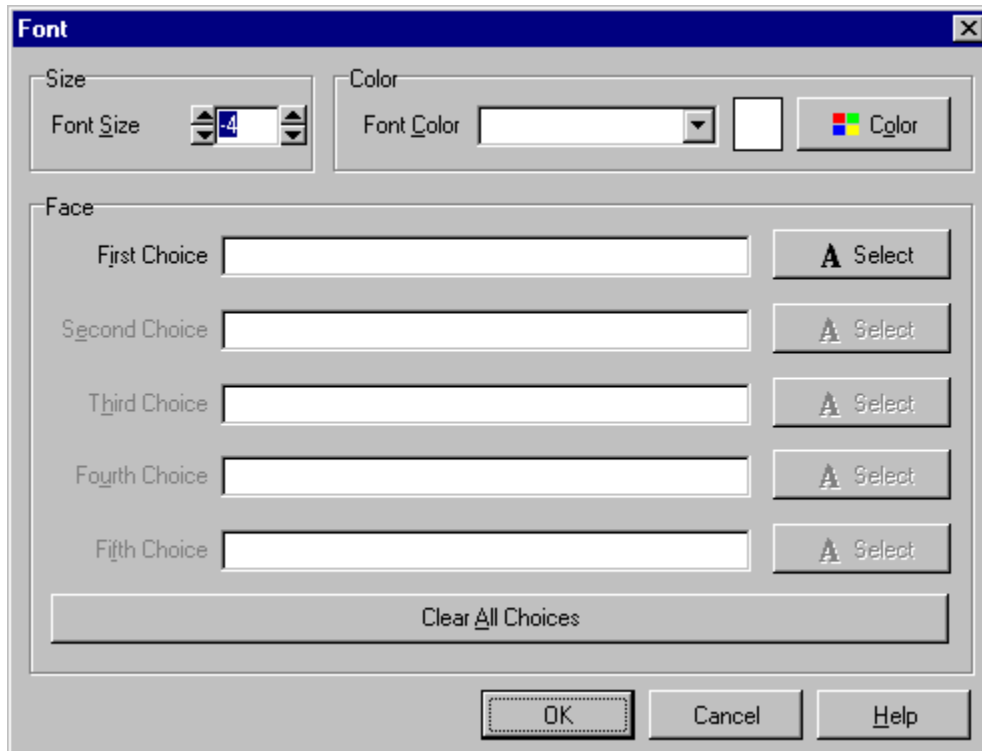 Font
Size
Color
Font Size
-4
Font Color
Color
Face
First Choice
Select
Second Choice
Select
Third Choice
Select
Fourth Choice
Select
Fifth Choice
Select
Clear All Choices
OK
Cancel
Help